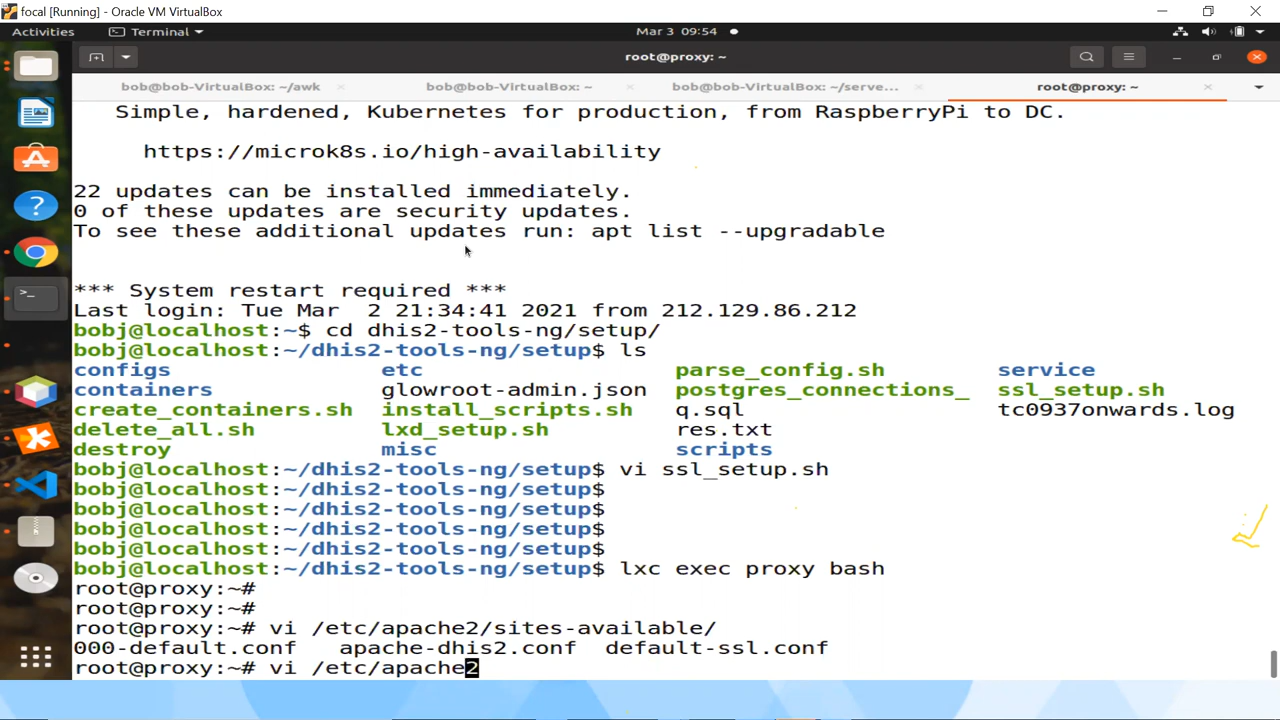 focal [Running] - Oracle VM VirtualBox
Activities Terminal Mar 3 09:54
root@proxy: ~
bob@bob-VirtualBox: ~/awk bob@bob-VirtualBox: ~ bob@bob-VirtualBox: ~/serve... root@proxy: ~
Simple, hardened, Kubernetes for production, from RaspberryPi to DC.
https://microk8s.io/high-availability
22 updates can be installed immediately.
0 of these updates are security updates.
To see these additional updates run: apt list --upgradable
*** System restart required ***
Last login: Tue Mar  2 21:34:41 2021 from 212.129.86.212
bobj@localhost:~$ cd dhis2-tools-ng/setup/
bobj@localhost:~/dhis2-tools-ng/setup$ ls
configs etc parse_config.sh service
containers glowroot-admin.json postgres_connections_ ssl_setup.sh
create_containers.sh install_scripts.sh q.sql tc0937onwards.log
delete_all.sh lxd_setup.sh res.txt
destroy misc scripts
bobj@localhost:~/dhis2-tools-ng/setup$ vi ssl_setup.sh
bobj@localhost:~/dhis2-tools-ng/setup$
bobj@localhost:~/dhis2-tools-ng/setup$
bobj@localhost:~/dhis2-tools-ng/setup$
bobj@localhost:~/dhis2-tools-ng/setup$
bobj@localhost:~/dhis2-tools-ng/setup$ lxc exec proxy bash
root@proxy:~#
root@proxy:~#
root@proxy:~# vi /etc/apache2/sites-available/
000-default.conf apache-dhis2.conf default-ssl.conf
root@proxy:~# vi /etc/apache2